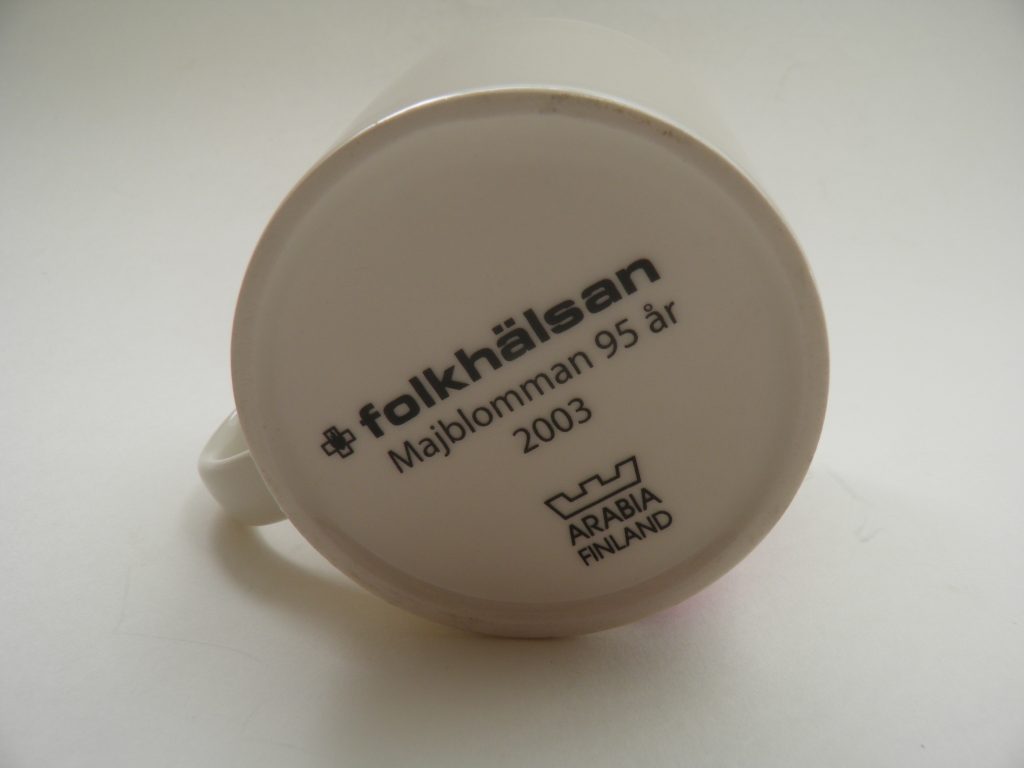 folkhälsan
Majblomman 95 år
2003
ARABIA
FINLAND